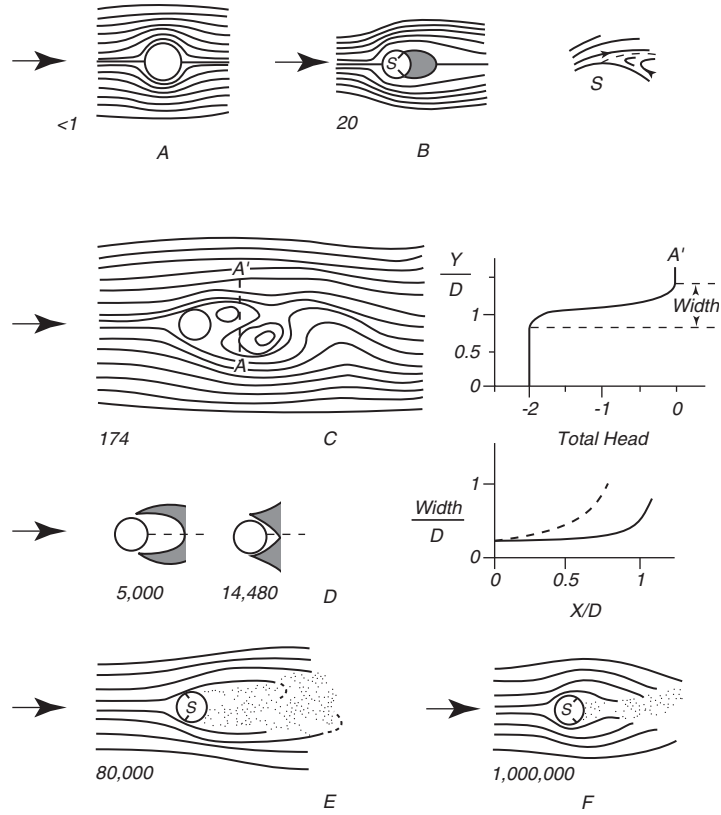 <1
A
S
20
B
S
A'
A
174
C
Y
D
1
0.5
0
-2
-1
0
Total Head
A'
Width
5,000
14,480
D
Width
D
1
0
0
0.5
1
X/D
S
80,000
E
S
1,000,000
F